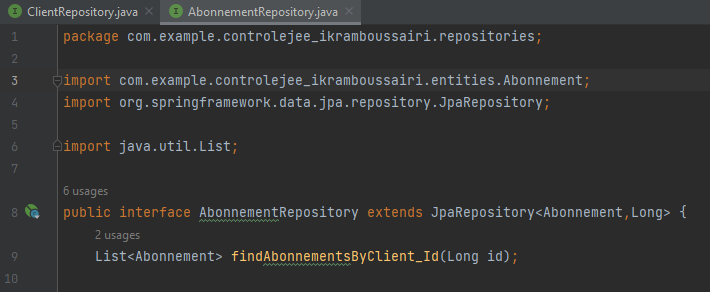 ClientRepository.java × AbonnementRepository.java ×
1 package com.example.controlejee_ikramboussairi.repositories;
2
3 import com.example.controlejee_ikramboussairi.entities.Abonnement;
4 import org.springframework.data.jpa.repository.JpaRepository;
5
6 import java.util.List;
7
6 usages
8 public interface AbonnementRepository extends JpaRepository<Abonnement,Long> {
2 usages
9 List<Abonnement> findAbonnementsByClient_Id(Long id);
10